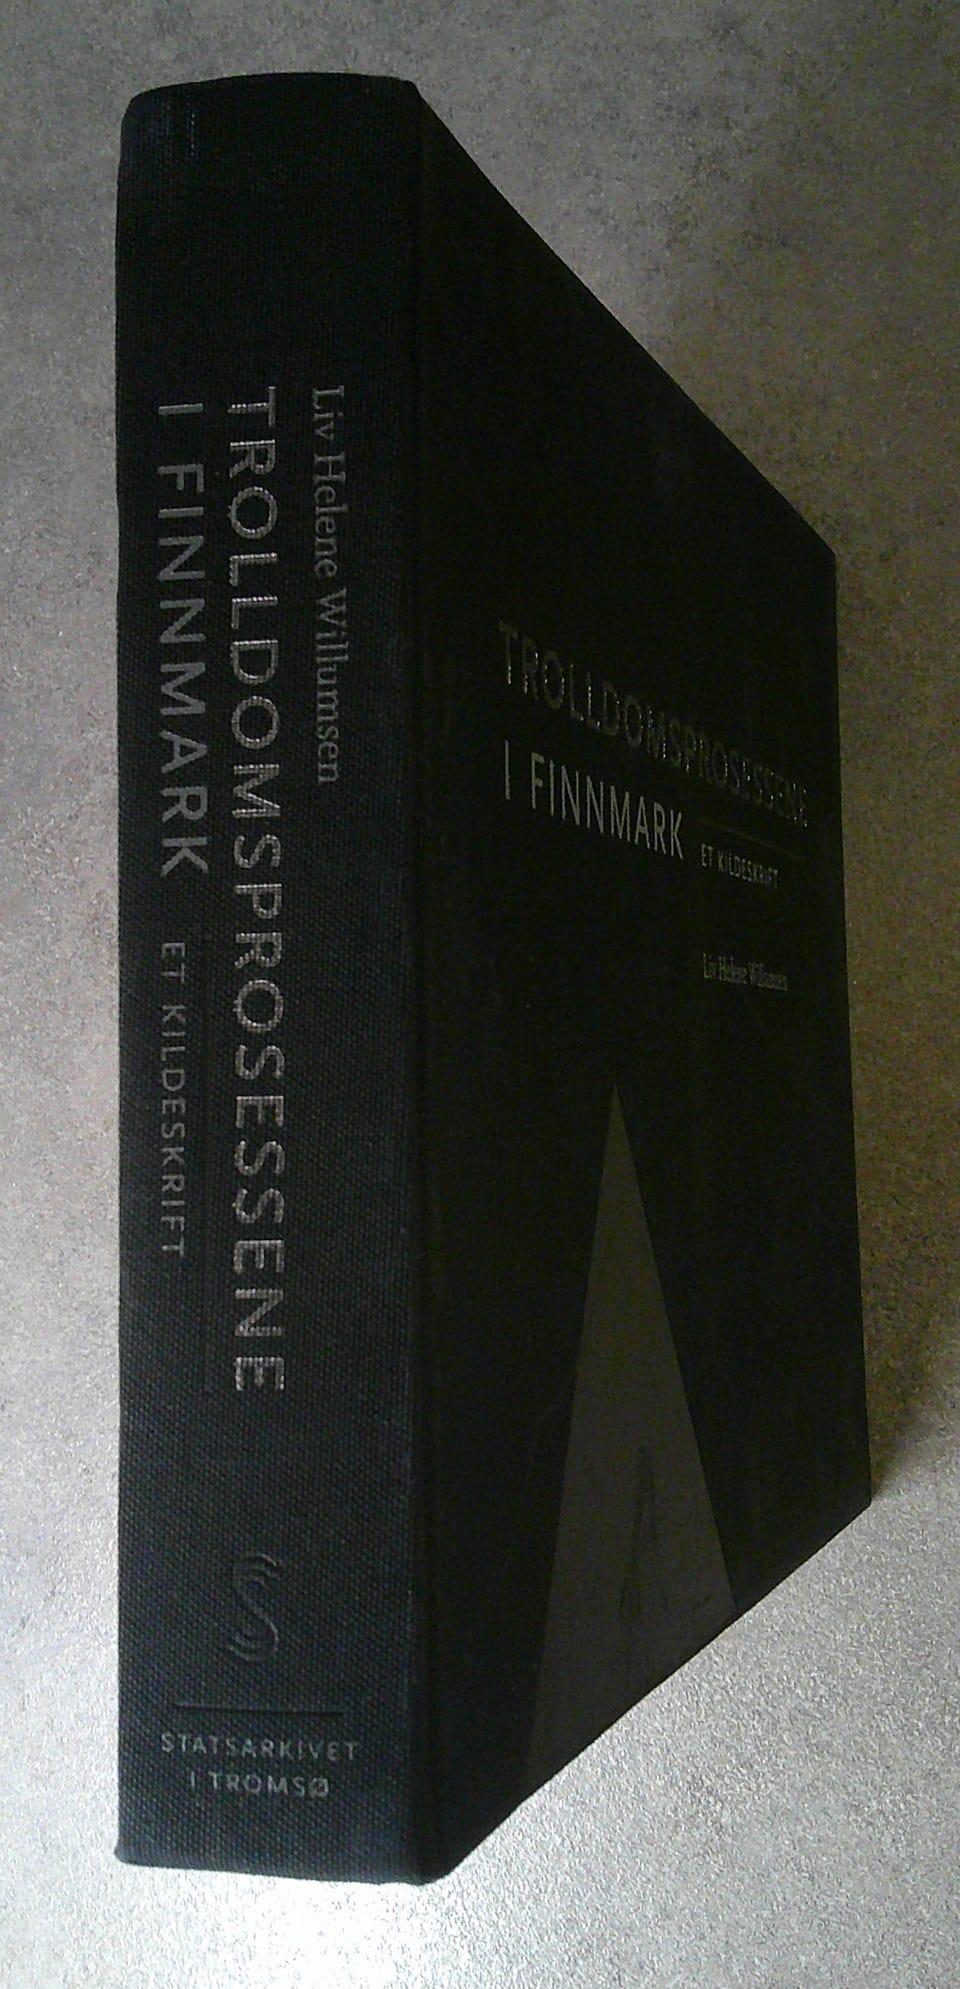 Liv Helene Willumsen
TROLLDOMSPROSESSENE
I FINNMARK ET KILDESKRIFT
STATSARKIVET
I TROMSØ
TROLLDOMSPROSESSENE
I FINNMARK ET KILDESKRIFT
Liv Helene Willumsen